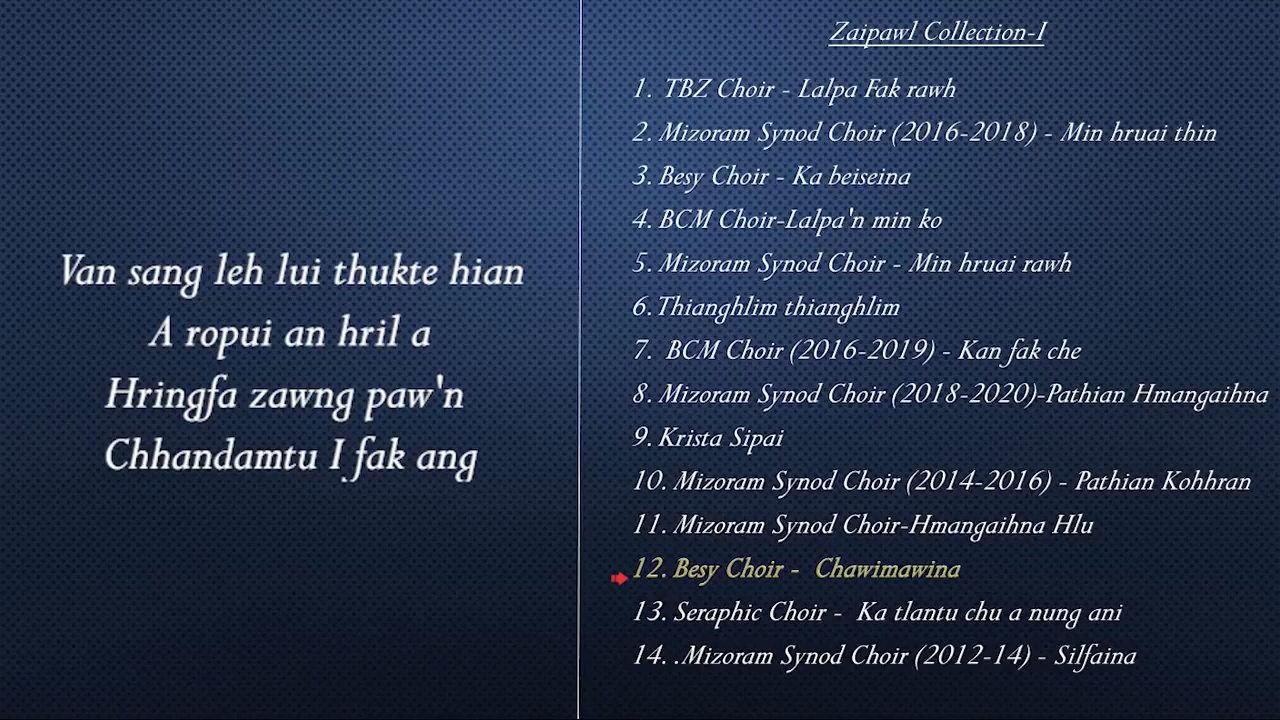 Van sang leh lui thukte hian
A ropui an hril a
Hringfa zawng paw'n
Chhandamtu I fak ang
Zaipawl Collection-I
1. TBZ Choir - Lalpa Fak rawh
2. Mizoram Synod Choir (2016-2018) - Min hruai thin
3. Besy Choir - Ka beiseina
4. BCM Choir-Lalpa'n min ko
5. Mizoram Synod Choir - Min hruai rawh
6. Thianghlim thianghlim
7. BCM Choir (2016-2019) - Kan fak che
8. Mizoram Synod Choir (2018-2020)-Pathian Hmangaihna
9. Krista Sipai
10. Mizoram Synod Choir (2014-2016) - Pathian Kohhran
11. Mizoram Synod Choir-Hmangaihna Hlu
12. Besy Choir - Chawimawina
13. Seraphic Choir - Ka tlantu chu a nung ani
14. .Mizoram Synod Choir (2012-14) - Silfaina